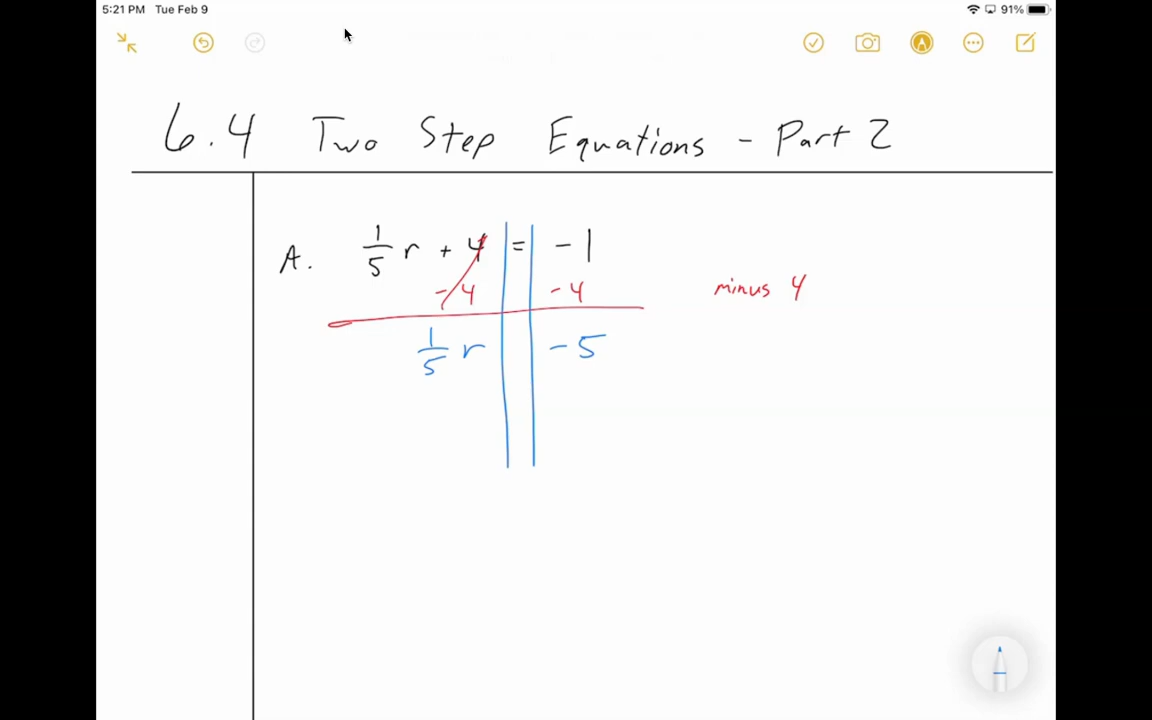 5:21 PM Tue Feb 9 91%
6.4 Two Step Equations - Part 2
A. 1/5 r + 4 = -1
-4 -4 minus 4
1/5 r -5